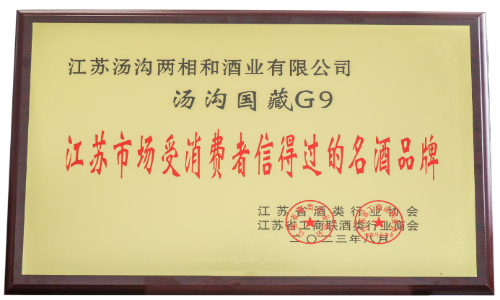 江苏汤沟两相和酒业有限公司
汤沟国藏G9
江苏市场受消费者信得过的名酒品牌
江苏省酒类行业协会
江苏省工商联酒类行业商会
二〇二三年八月